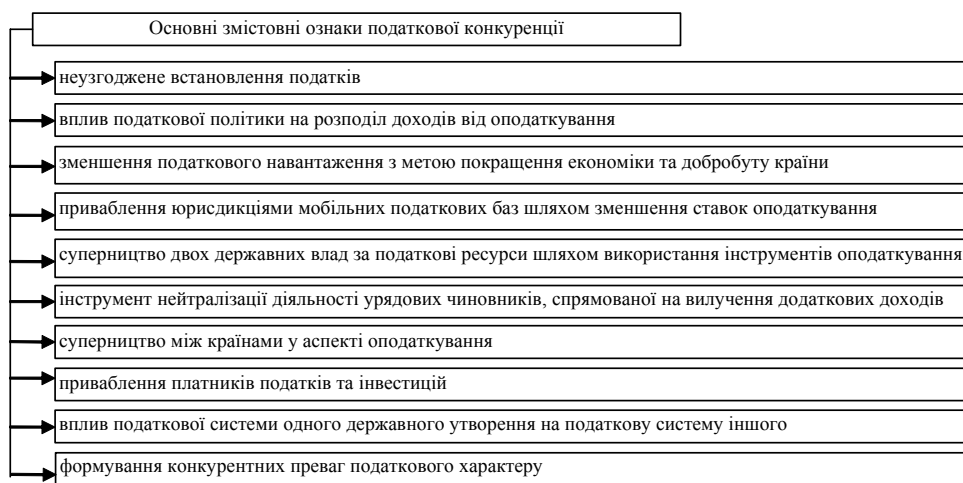 Основні змістовні ознаки податкової конкуренції
неузгоджене встановлення податків
вплив податкової політики на розподіл доходів від оподаткування
зменшення податкового навантаження з метою покращення економіки та добробуту країни
приваблення юрисдикціями мобільних податкових баз шляхом зменшення ставок оподаткування
суперництво двох державних влад за податкові ресурси шляхом використання інструментів оподаткування
інструмент нейтралізації діяльності урядових чиновників, спрямованої на вилучення додаткових доходів
суперництво між країнами у аспекті оподаткування
приваблення платників податків та інвестицій
вплив податкової системи одного державного утворення на податкову систему іншого
формування конкурентних преваг податкового характеру